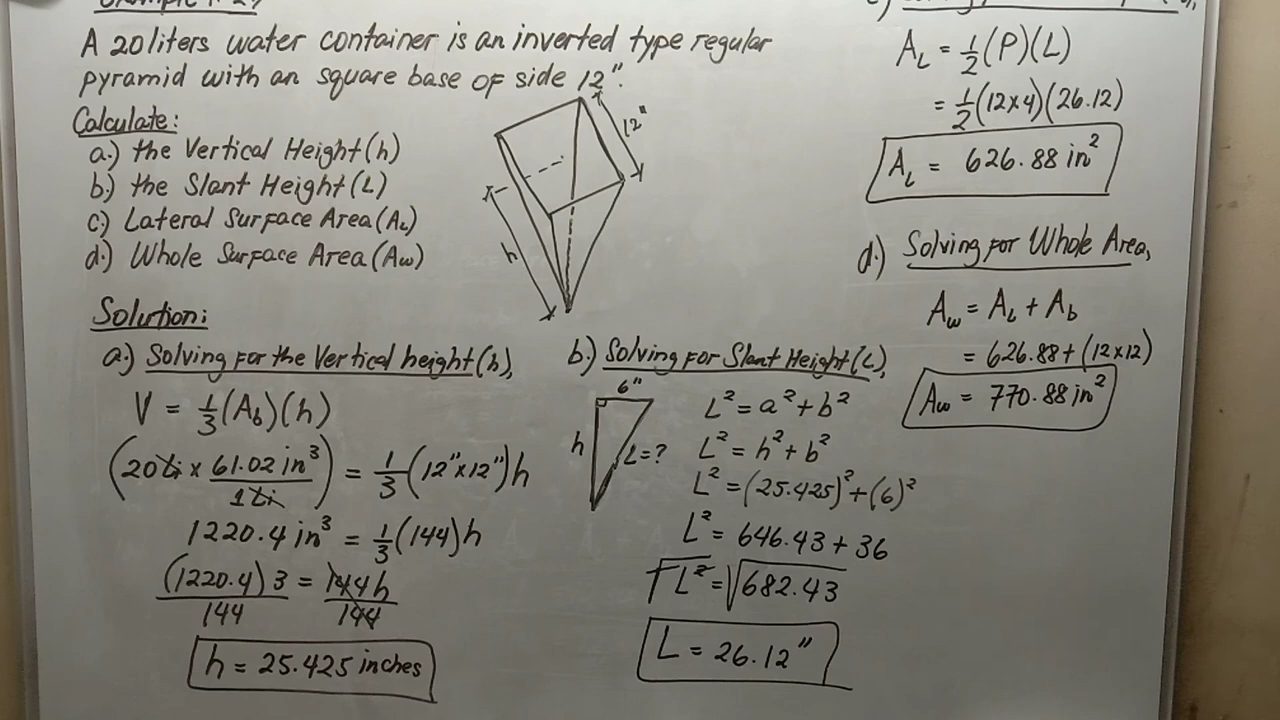 A 20liters water container is an inverted type regular
pyramid with an square base of side 12".
Calculate:
a.) the Vertical Height(h)
b.) the Slant Height(L)
c.) Lateral Surface Area(AL)
d.) Whole Surface Area(Aw)
12"
h
Solution:
a.) Solving for the Vertical height(h),
V = 1/3(Ab)(h)
(20li x 61.02 in³/1li) = 1/3(12"x12")h
1220.4 in³ = 1/3(144)h
(1220.4)3/144 = 144h/144
h = 25.425 inches
b.) Solving For Slant Height(L),
6"
h
L=?
L² = a² + b²
L² = h² + b²
L² = (25.425)² + (6)²
L² = 646.43 + 36
√L² = √682.43
L = 26.12"
AL = 1/2(P)(L)
= 1/2(12x4)(26.12)
AL = 626.88 in²
d.) Solving for Whole Area,
Aw = AL + Ab
= 626.88 + (12x12)
Aw = 770.88 in²